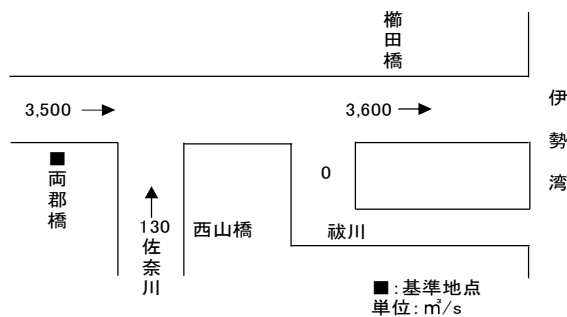 櫛田橋
3,500
3,600
伊勢湾
■
両郡橋
0
130
西山橋
祓川
佐奈川
■:基準地点
単位:㎥/s